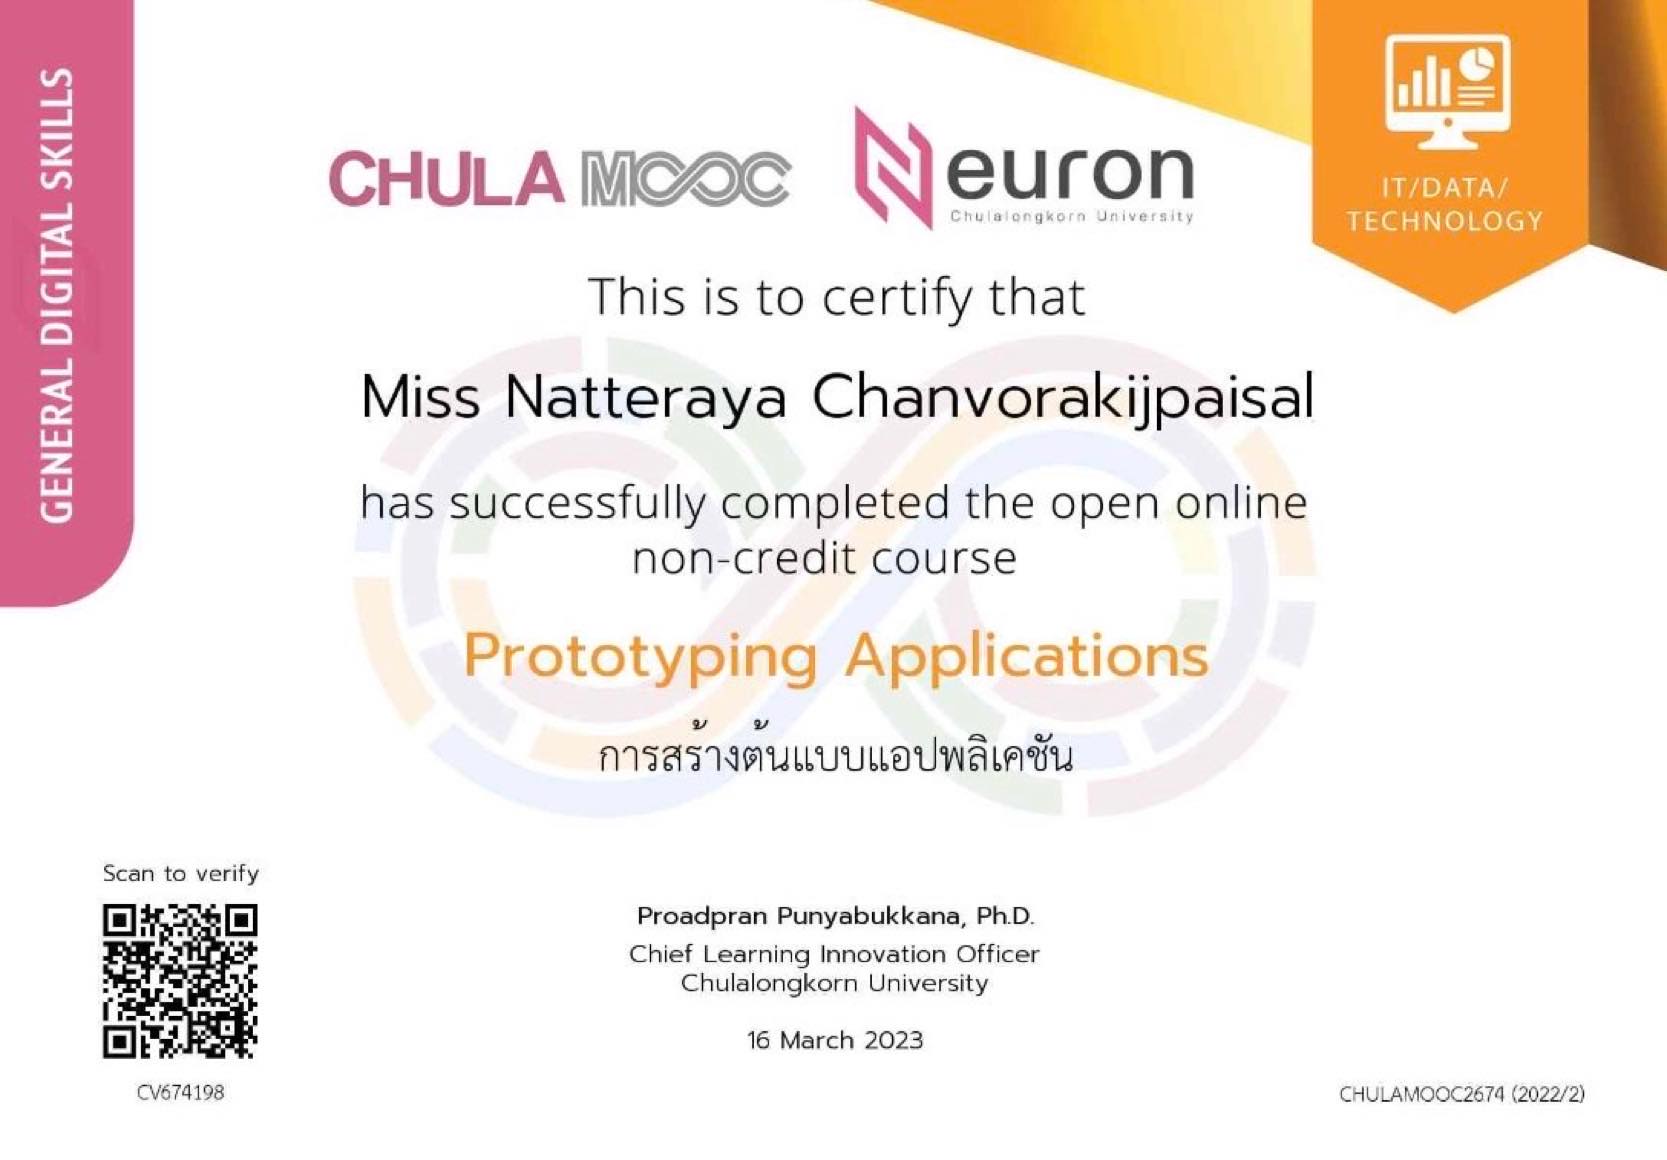 GENERAL DIGITAL SKILLS
CHULA MOOC
Neuron
Chulalongkorn University
IT/DATA/
TECHNOLOGY
This is to certify that
Miss Natteraya Chanvorakijpaisal
has successfully completed the open online
non-credit course
Prototyping Applications
การสร้างต้นแบบแอปพลิเคชัน
Scan to verify
CV674198
Proadpran Punyabukkana, Ph.D.
Chief Learning Innovation Officer
Chulalongkorn University
16 March 2023
CHULAMOOC2674 (2022/2)